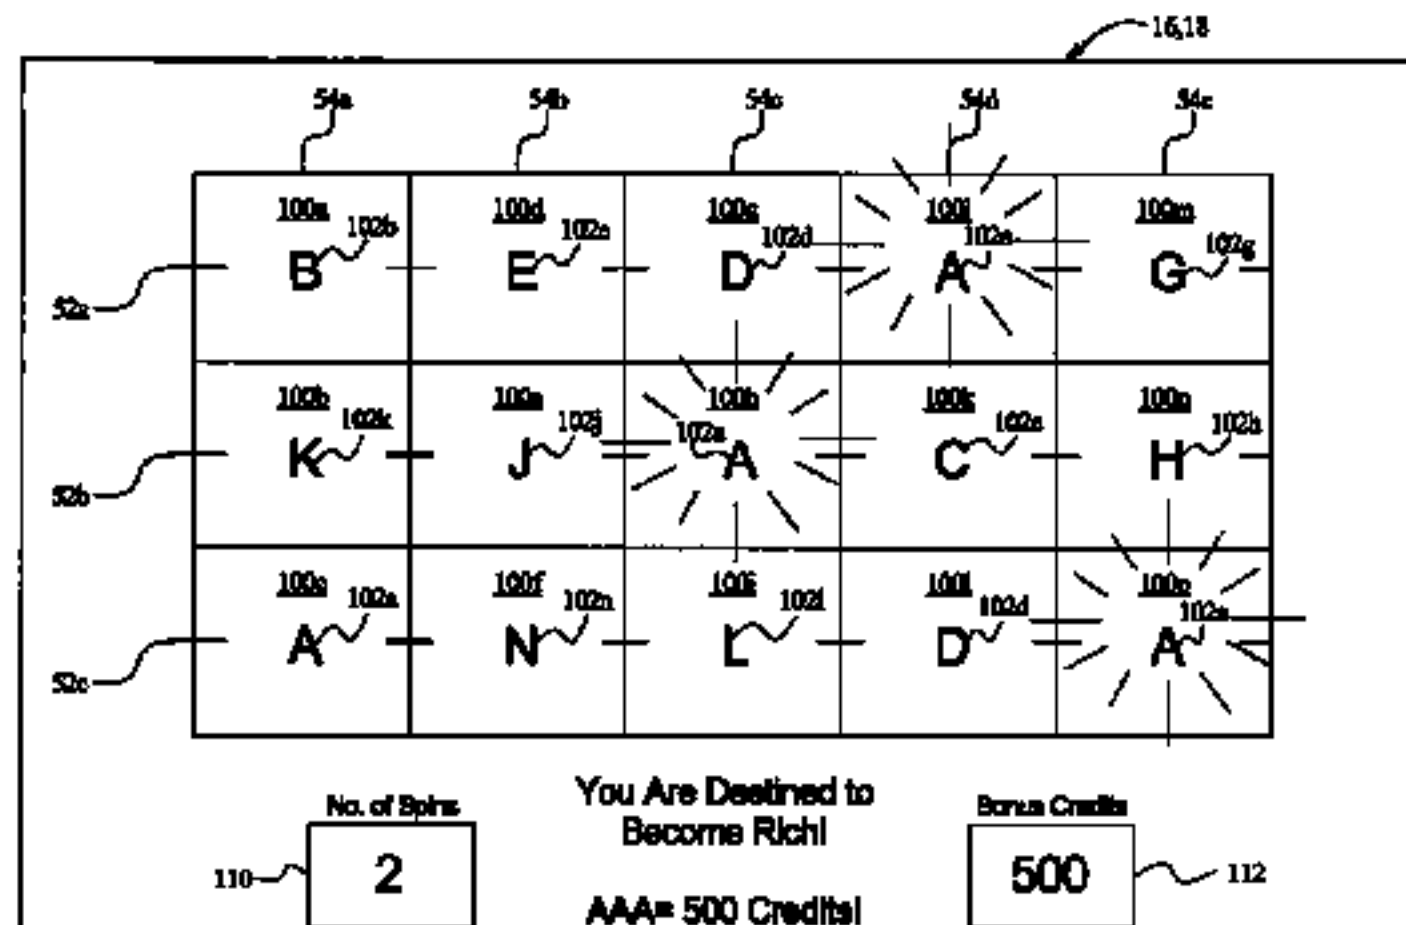 16,18
54a 54b 54c 54d 54e
100a 100d 100g 100j 100m
102b 102e 102d 102a 102g
B E D A G
52a
100b 100e 100h 100k 100n
102k 102j 102a 102c 102h
K J A C H
52b
100c 100f 100i 100l 100o
102a 102n 102l 102d 102a
A N L D A
52c
You Are Destined to
Become Rich!
No. of Spins
Bonus Credits
110 2
500 112
AAA= 500 Credits!